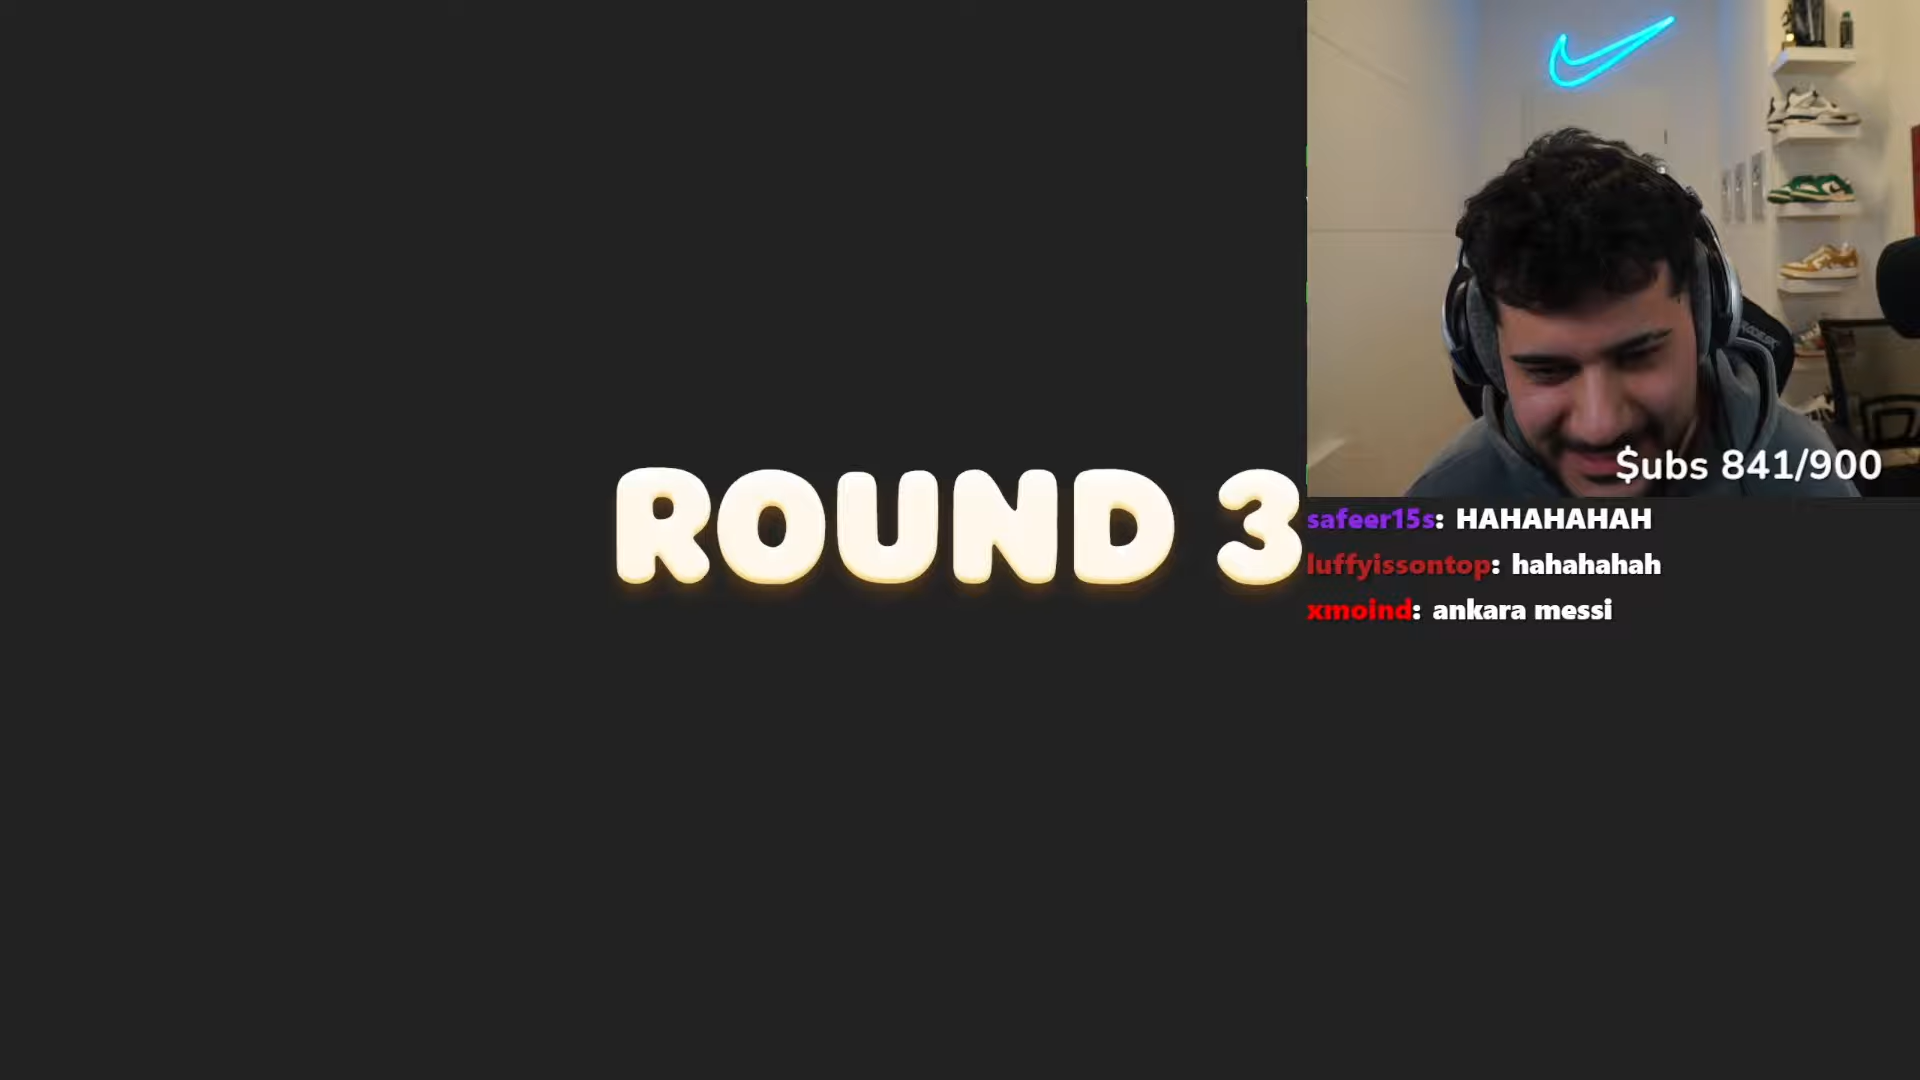 ROUND 3
$ubs 841/900
safeer15s: HAHAHAHAH
luffyissontop: hahahahah
xmoind: ankara messi